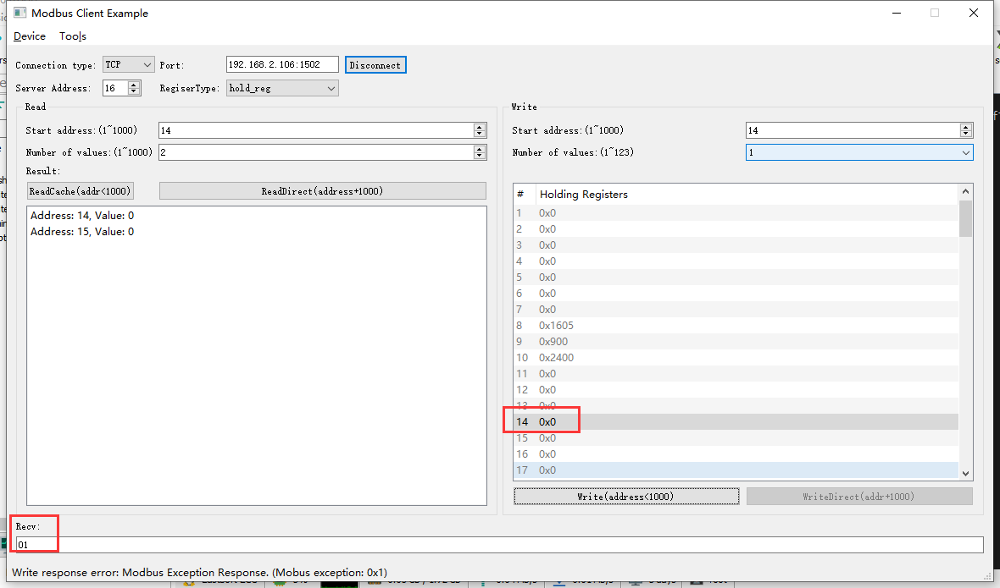 Modbus Client Example
Device Tools
Connection type: TCP Port: 192.168.2.106:1502 Disconnect
Server Address: 16 RegiserType: hold_reg
Read
Start address:(1~1000) 14
Number of values:(1~1000) 2
Result:
ReadCache(addr<1000) ReadDirect(address+1000)
Address: 14, Value: 0
Address: 15, Value: 0
Write
Start address:(1~1000) 14
Number of values:(1~123) 1
# Holding Registers
1 0x0
2 0x0
3 0x0
4 0x0
5 0x0
6 0x0
7 0x0
8 0x1605
9 0x900
10 0x2400
11 0x0
12 0x0
13 0x0
14 0x0
15 0x0
16 0x0
17 0x0
Write(address<1000) WriteDirect(addr+1000)
Recv:
01
Write response error: Modbus Exception Response. (Mobus exception: 0x1)